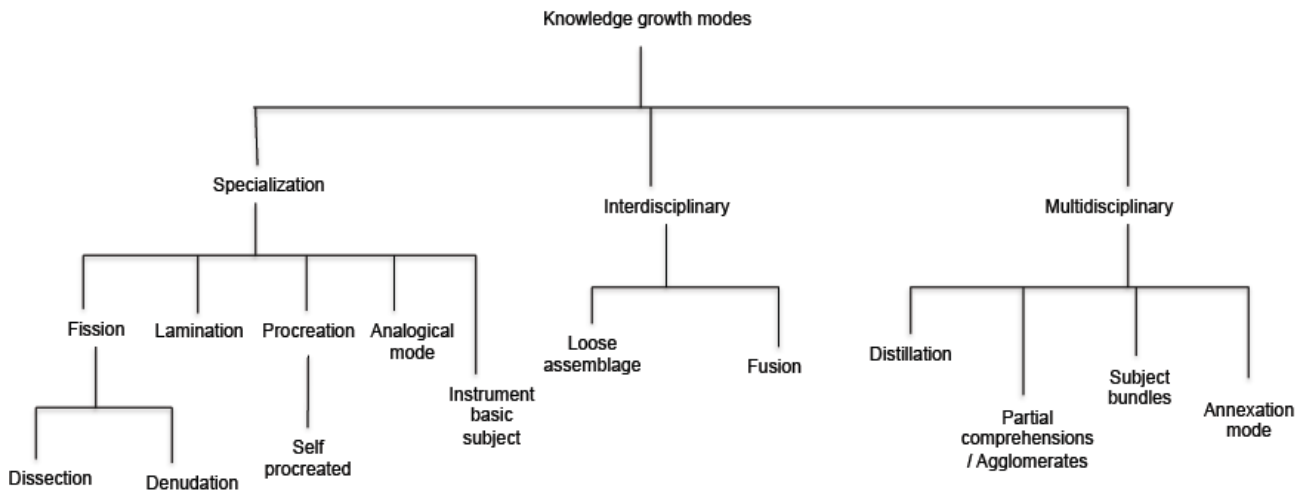 Knowledge growth modes
Specialization
Interdisciplinary
Multidisciplinary
Fission
Lamination
Procreation
Analogical
mode
Instrument
basic
subject
Dissection
Denudation
Self
procreated
Loose
assemblage
Fusion
Distillation
Partial
comprehensions
/ Agglomerates
Subject
bundles
Annexation
mode